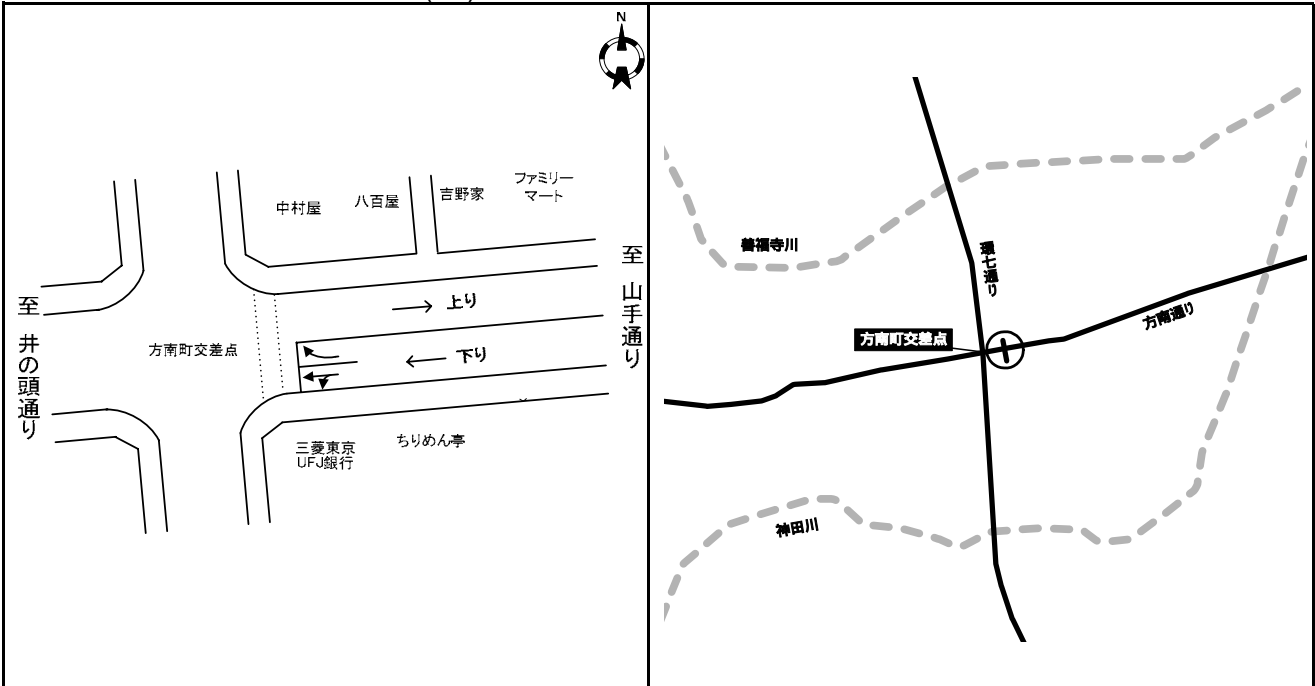 N
中村屋
八百屋
吉野家
ファミリー
マート
至 山手通り
上り
下り
至 井の頭通り
方南町交差点
三菱東京
UFJ銀行
ちりめん亭
善福寺川
環七通り
方南通り
方南町交差点
神田川